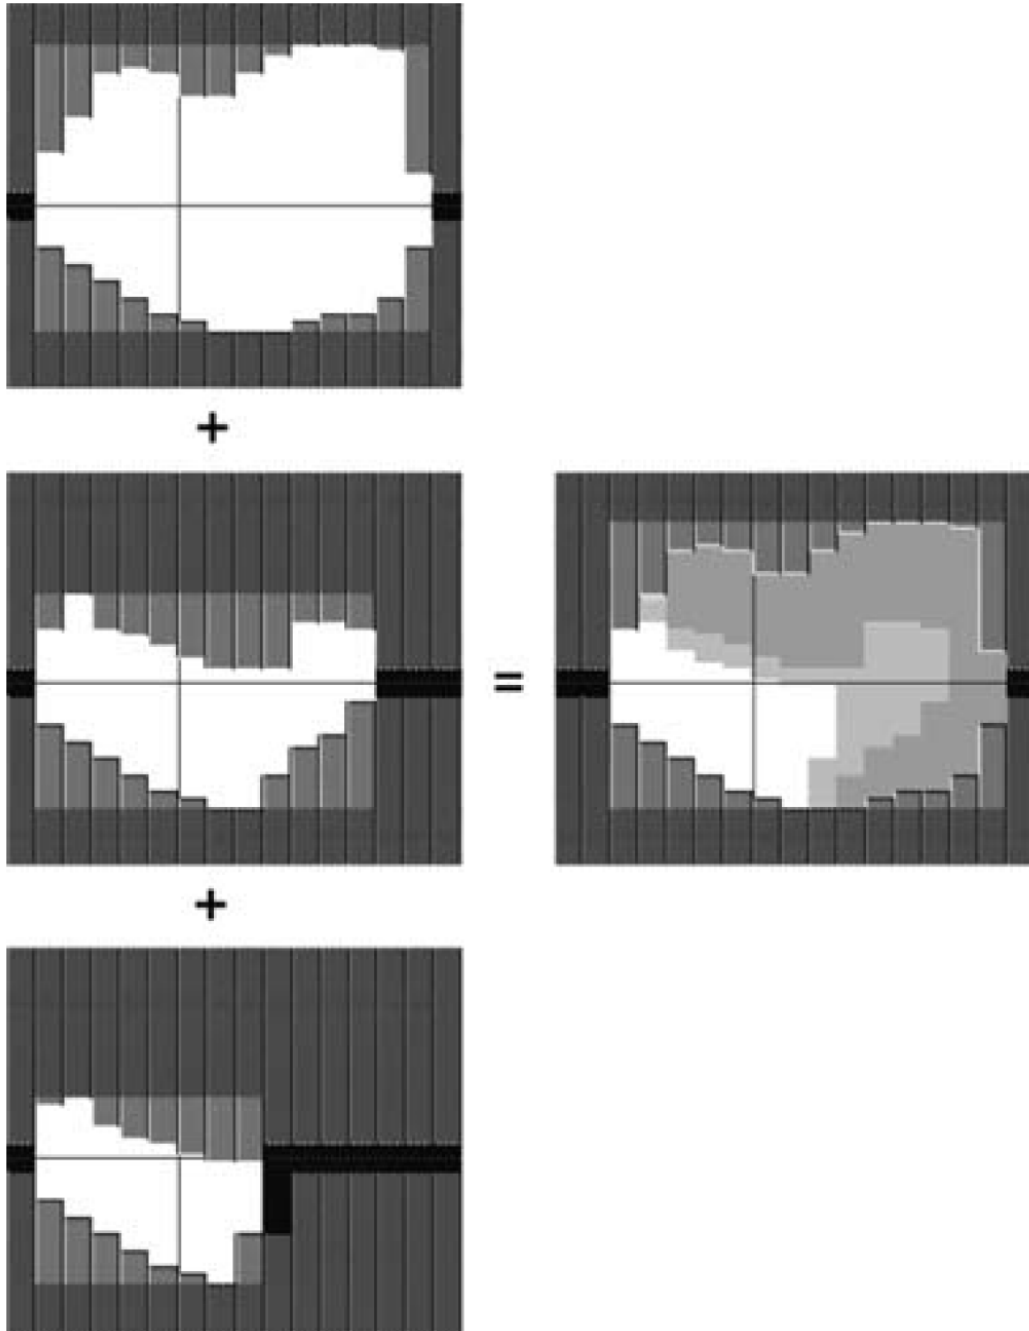 +
=
+